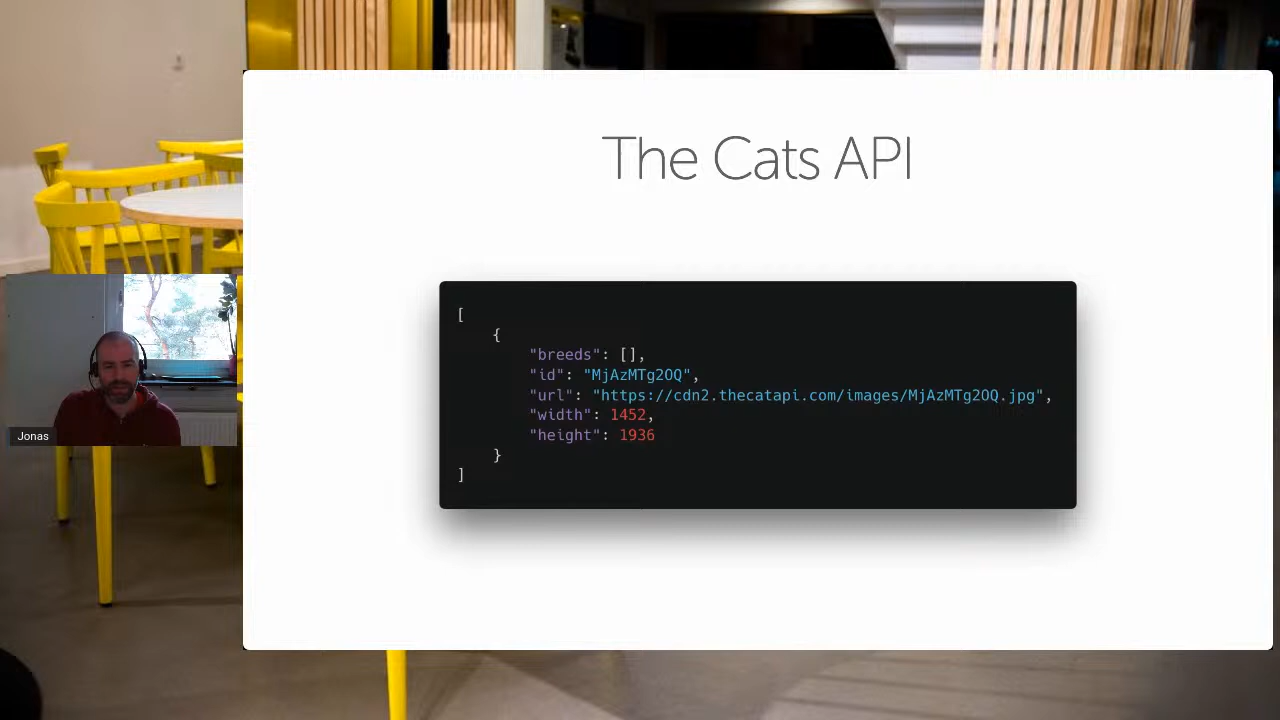 The Cats API
[
{
"breeds": [],
"id": "MjAzMTg2OQ",
"url": "https://cdn2.thecatapi.com/images/MjAzMTg2OQ.jpg",
"width": 1452,
"height": 1936
}
]
Jonas